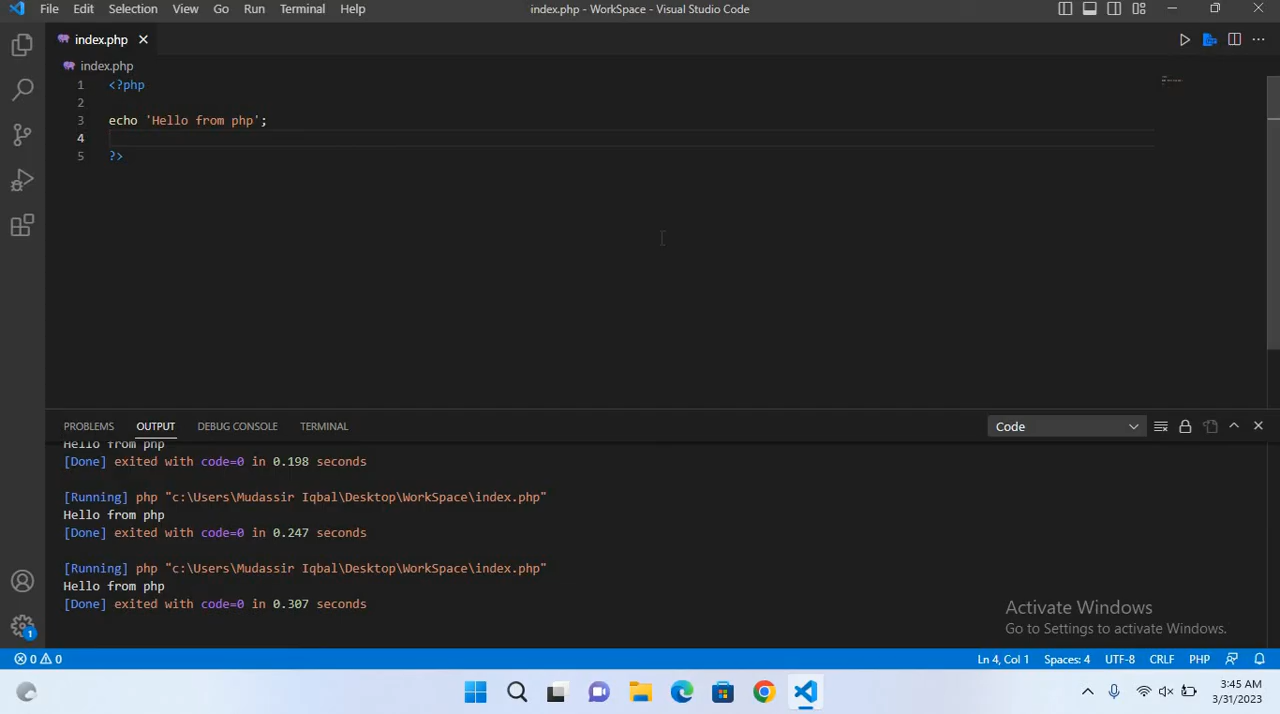 File Edit Selection View Go Run Terminal Help index.php - WorkSpace - Visual Studio Code
index.php
index.php
1 <?php
2
3 echo 'Hello from php';
4
5 ?>
PROBLEMS OUTPUT DEBUG CONSOLE TERMINAL Code
Hello from php
[Done] exited with code=0 in 0.198 seconds
[Running] php "c:\Users\Mudassir Iqbal\Desktop\WorkSpace\index.php"
Hello from php
[Done] exited with code=0 in 0.247 seconds
[Running] php "c:\Users\Mudassir Iqbal\Desktop\WorkSpace\index.php"
Hello from php
[Done] exited with code=0 in 0.307 seconds
Activate Windows
Go to Settings to activate Windows.
1
0 0 Ln 4, Col 1 Spaces: 4 UTF-8 CRLF PHP
3:45 AM
3/31/2023